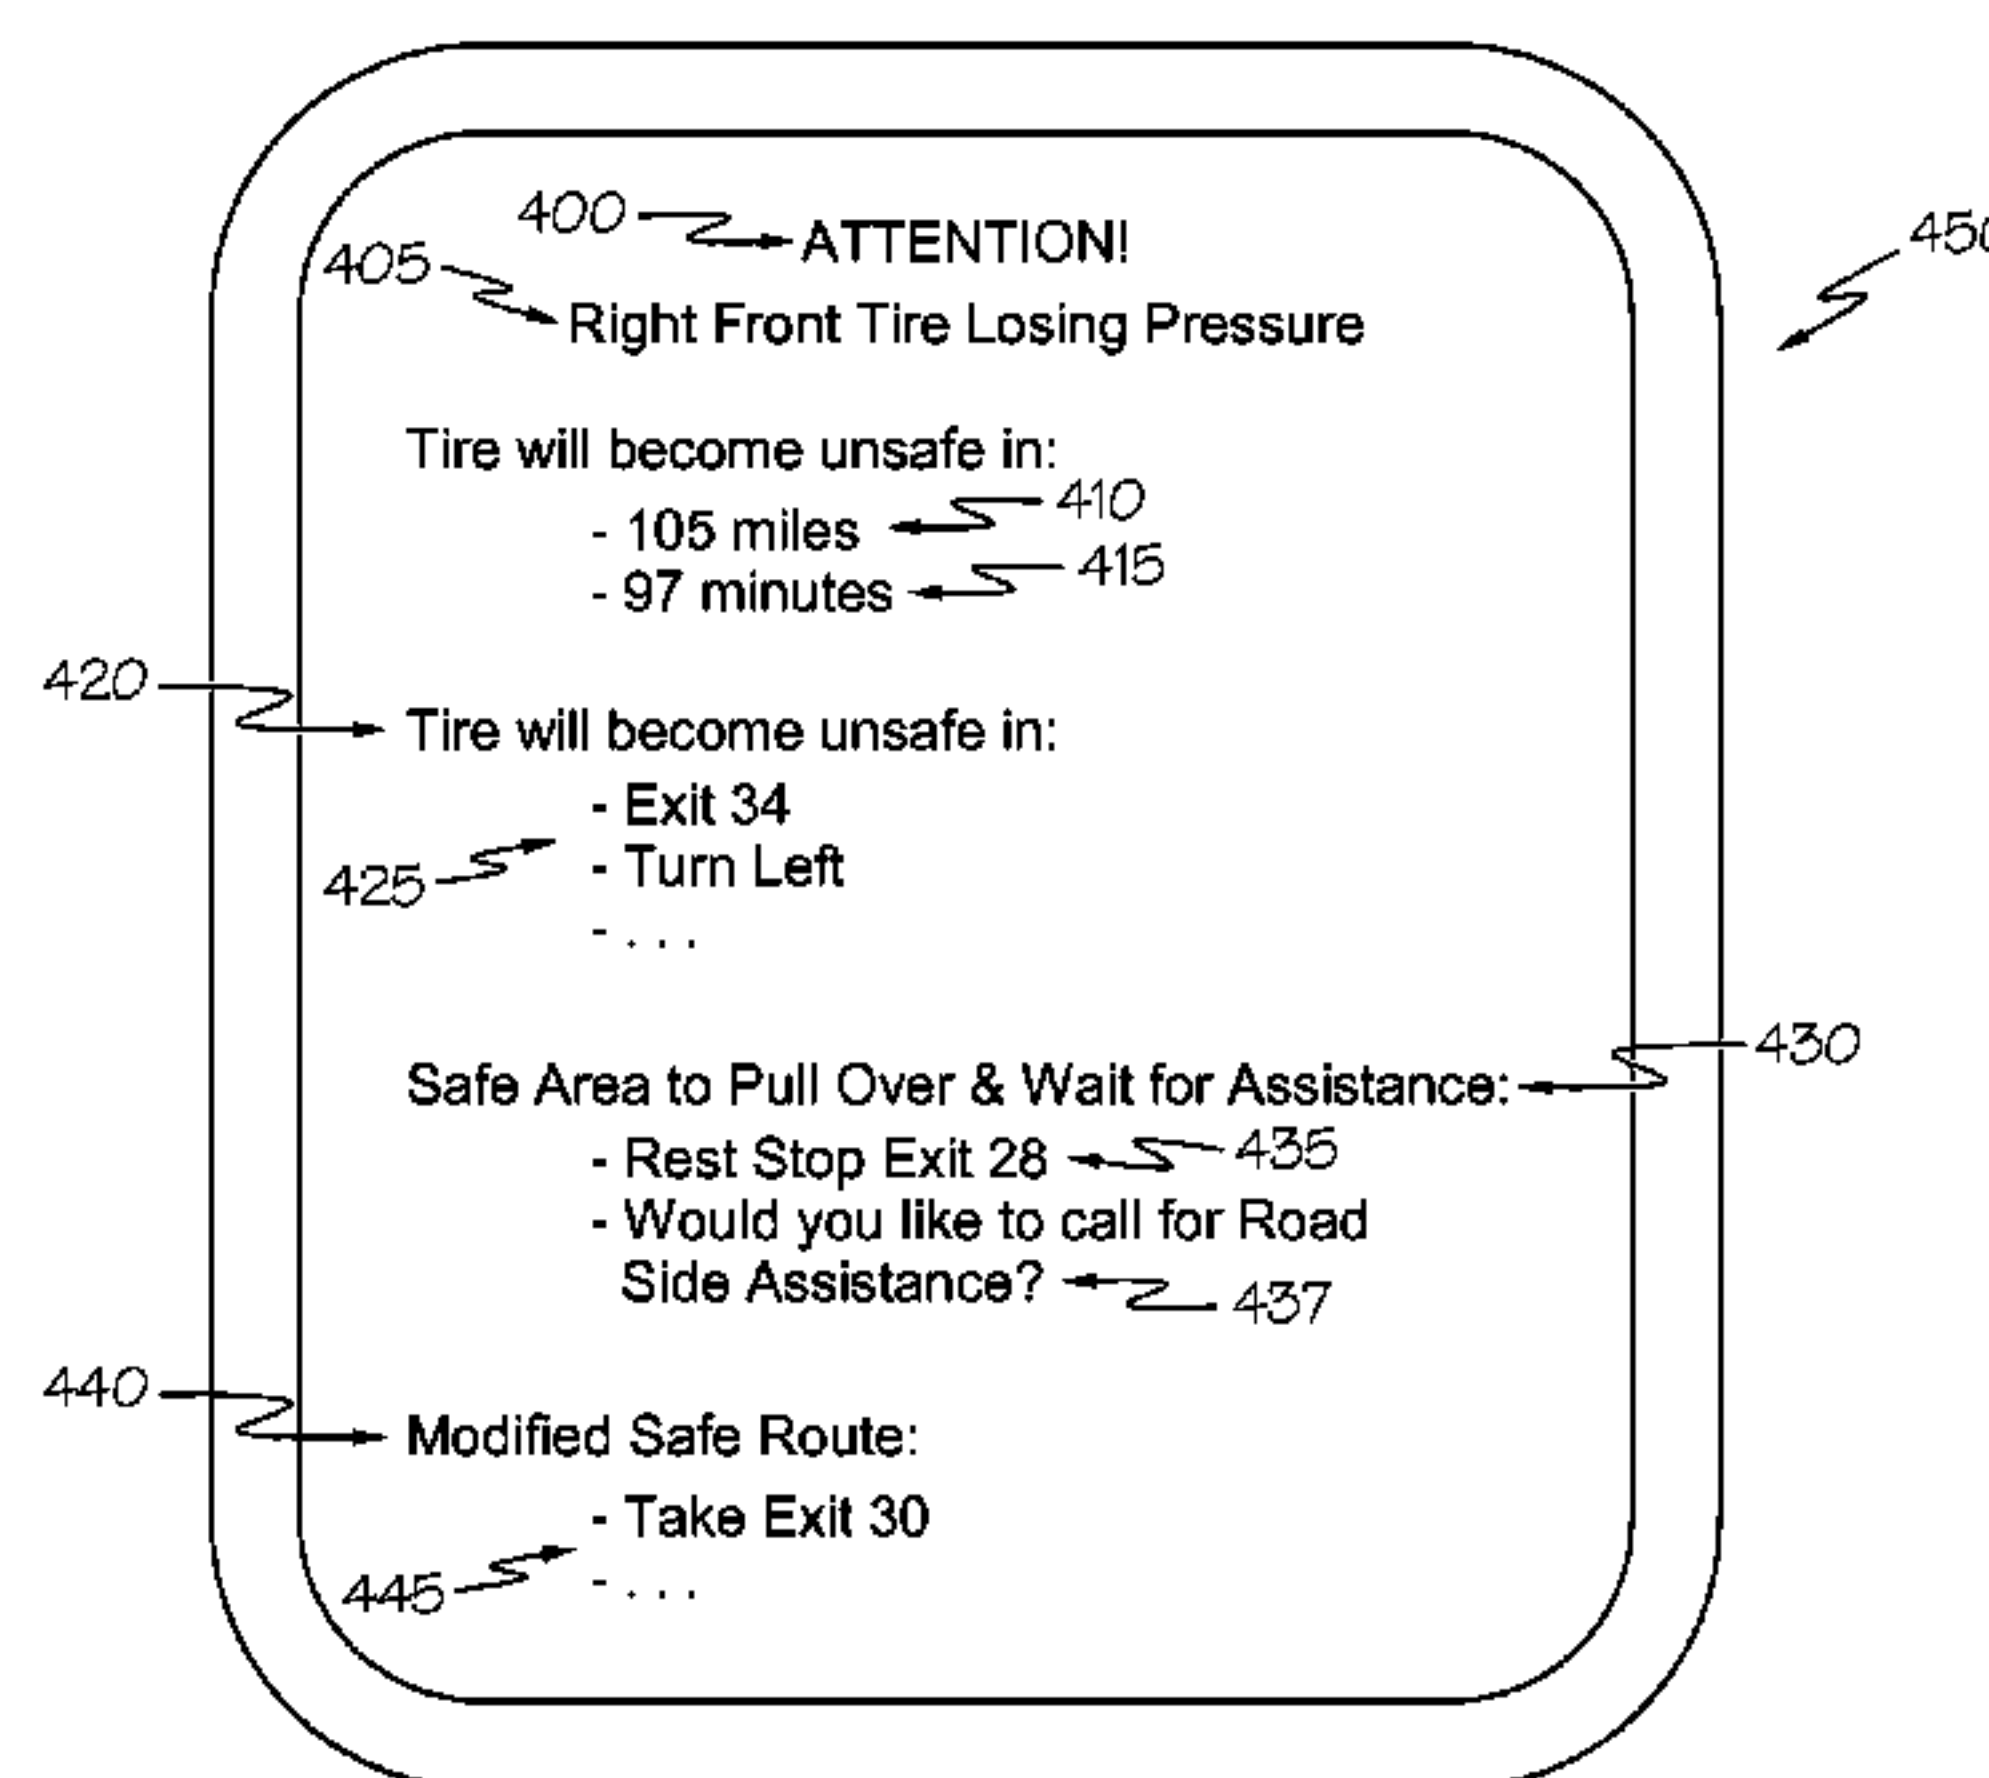 400 ATTENTION!
405 Right Front Tire Losing Pressure
450
Tire will become unsafe in:
- 105 miles 410
- 97 minutes 415
420 Tire will become unsafe in:
- Exit 34
425 - Turn Left
- . . .
Safe Area to Pull Over & Wait for Assistance: 430
- Rest Stop Exit 28 435
- Would you like to call for Road
Side Assistance? 437
440 Modified Safe Route:
- Take Exit 30
445 - . . .